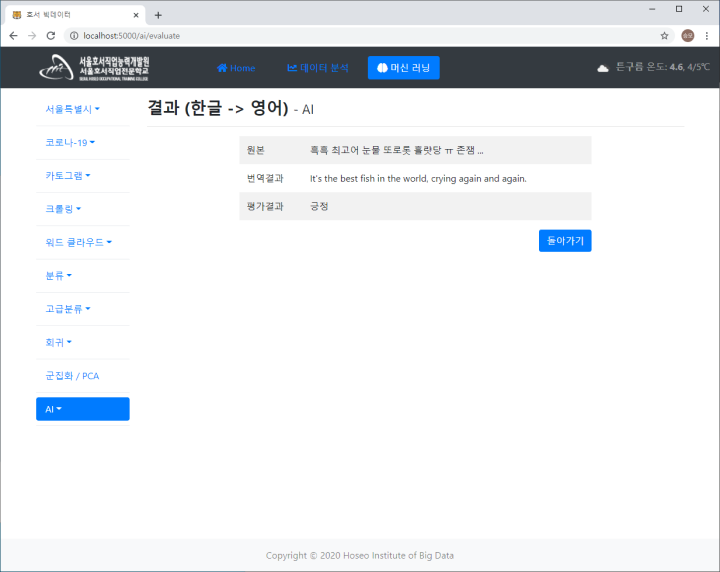 호서 빅데이터
localhost:5000/ai/evaluate
서울호서직업능력개발원
서울호서직업전문학교
SEOUL HOSEO OCCUPATIONAL TRAINING COLLEGE
Home
데이터 분석
머신 러닝
튼구름 온도: 4.6, 4/5℃
서울특별시
코로나-19
카토그램
크롤링
워드 클라우드
분류
고급분류
회귀
군집화 / PCA
AI
결과 (한글 -> 영어) - AI
원본 흑흑 최고어 눈물 또로롯 흘럇당 ㅠ 존잼 ...
번역결과 It's the best fish in the world, crying again and again.
평가결과 긍정
돌아가기
Copyright © 2020 Hoseo Institute of Big Data